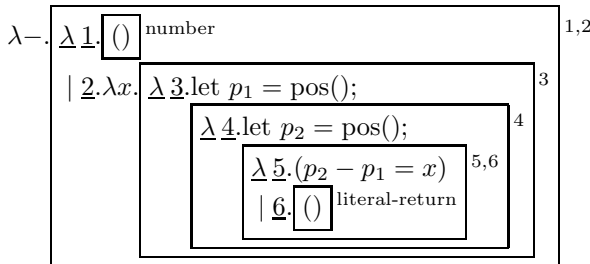 λ−. λ 1. () number 1,2
| 2.λx. λ 3.let p₁ = pos(); 3
λ 4.let p₂ = pos(); 4
λ 5.(p₂ − p₁ = x) 5,6
| 6. () literal-return